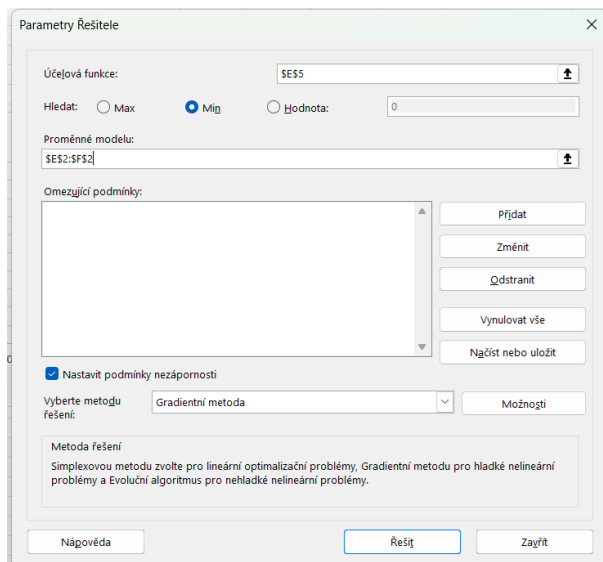 Parametry Řešitele
Účelová funkce: $E$5
Hledat: Max Min Hodnota: 0
Proměnné modelu:
$E$2:$F$2
Omezující podmínky:
Přidat
Změnit
Odstranit
Vynulovat vše
Načíst nebo uložit
Nastavit podmínky nezápornosti
Vyberte metodu
řešení:
Gradientní metoda
Možnosti
Metoda řešení
Simplexovou metodu zvolte pro lineární optimalizační problémy, Gradientní metodu pro hladké nelineární
problémy a Evoluční algoritmus pro nehladké nelineární problémy.
Nápověda Řešit Zavřít